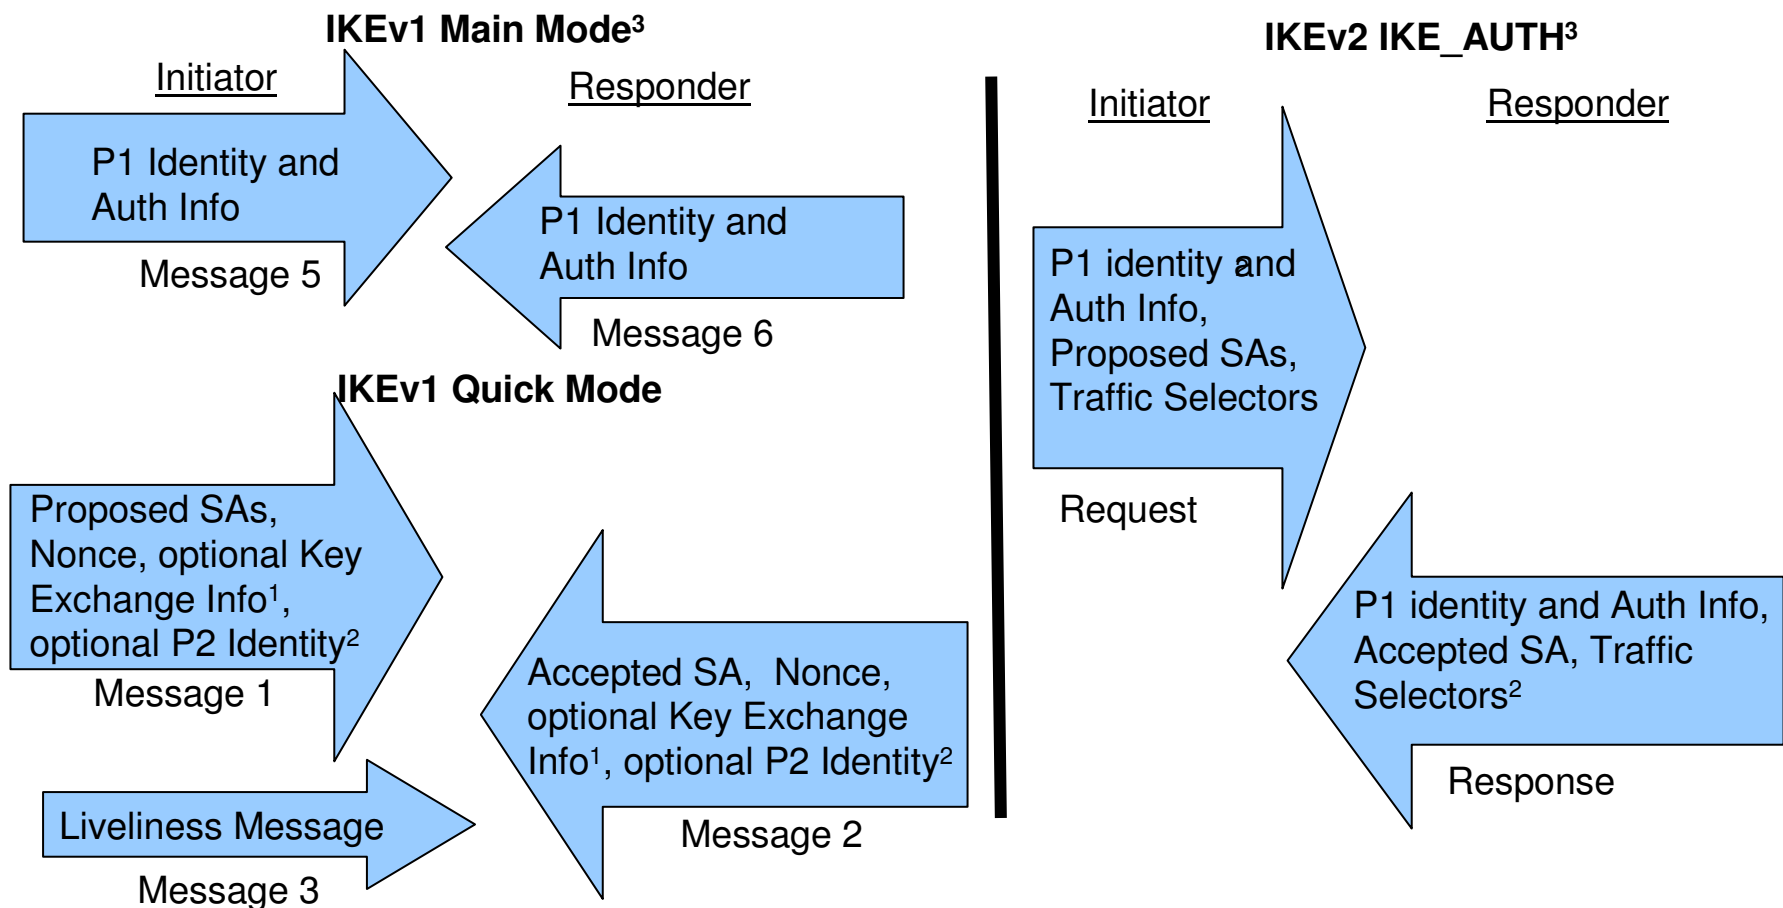 IKEv1 Main Mode³
Initiator
Responder
P1 Identity and
Auth Info
Message 5
P1 Identity and
Auth Info
Message 6
IKEv1 Quick Mode
Proposed SAs,
Nonce, optional Key
Exchange Info¹,
optional P2 Identity²
Message 1
Accepted SA, Nonce,
optional Key Exchange
Info¹, optional P2 Identity²
Message 2
Liveliness Message
Message 3
IKEv2 IKE_AUTH³
Initiator
Responder
P1 identity and
Auth Info,
Proposed SAs,
Traffic Selectors
2
Request
P1 identity and Auth Info,
Accepted SA, Traffic
Selectors²
Response